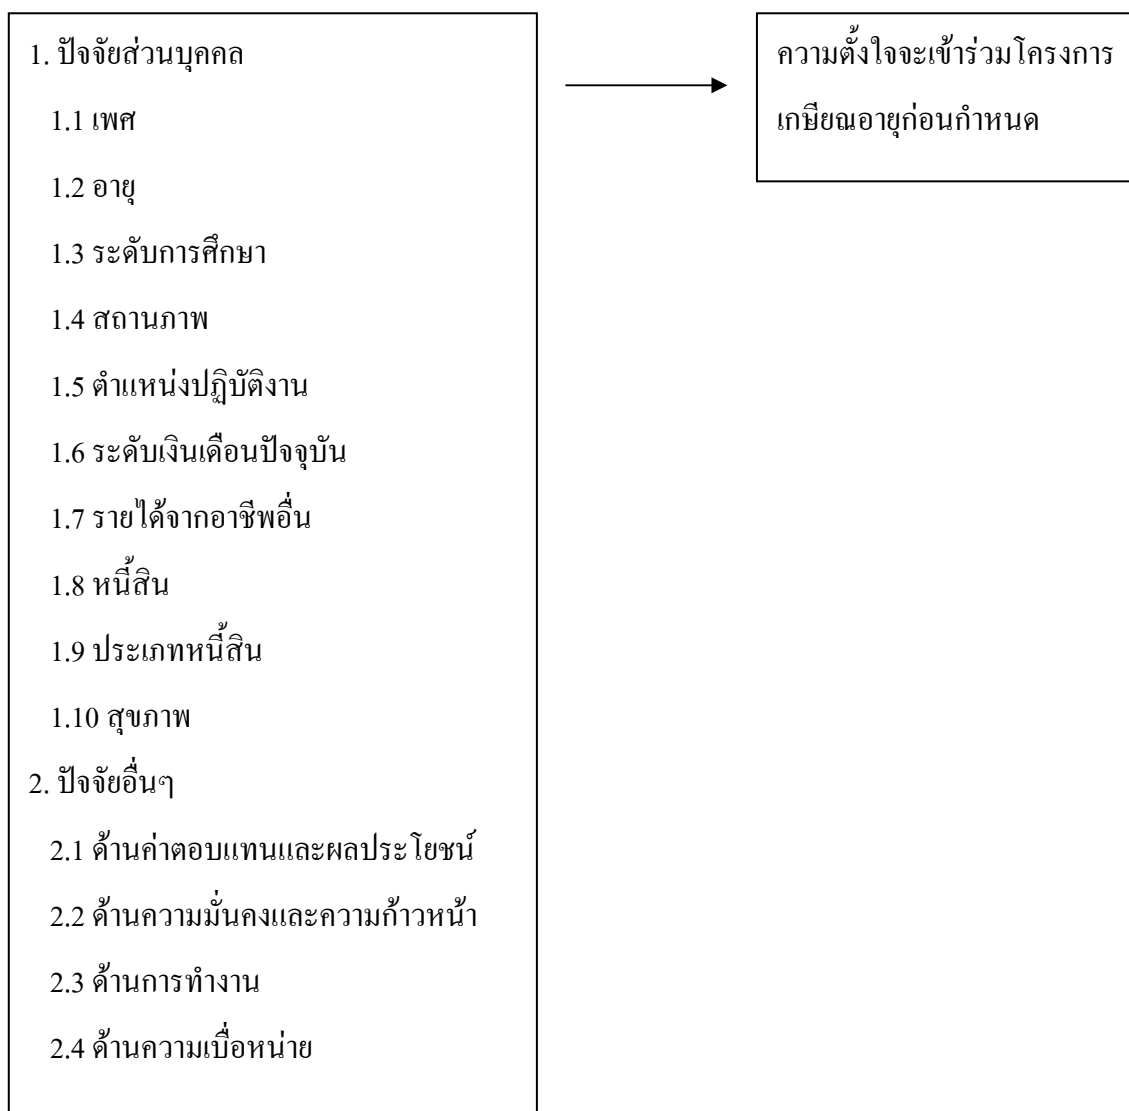 1. ปัจจัยส่วนบุคคล
1.1 เพศ
1.2 อายุ
1.3 ระดับการศึกษา
1.4 สถานภาพ
1.5 ตำแหน่งปฏิบัติงาน
1.6 ระดับเงินเดือนปัจจุบัน
1.7 รายได้จากอาชีพอื่น
1.8 หนี้สิน
1.9 ประเภทหนี้สิน
1.10 สุขภาพ
2. ปัจจัยอื่นๆ
2.1 ด้านค่าตอบแทนและผลประโยชน์
2.2 ด้านความมั่นคงและความก้าวหน้า
2.3 ด้านการทำงาน
2.4 ด้านความเบื่อหน่าย
ความตั้งใจจะเข้าร่วมโครงการ
เกษียณอายุก่อนกำหนด